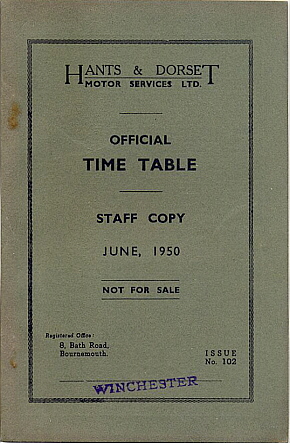 HANTS & DORSET
MOTOR SERVICES LTD.
OFFICIAL
TIME TABLE
STAFF COPY
JUNE, 1950
NOT FOR SALE
Registered Office:
8, Bath Road,
Bournemouth.
ISSUE
No. 102
WINCHESTER